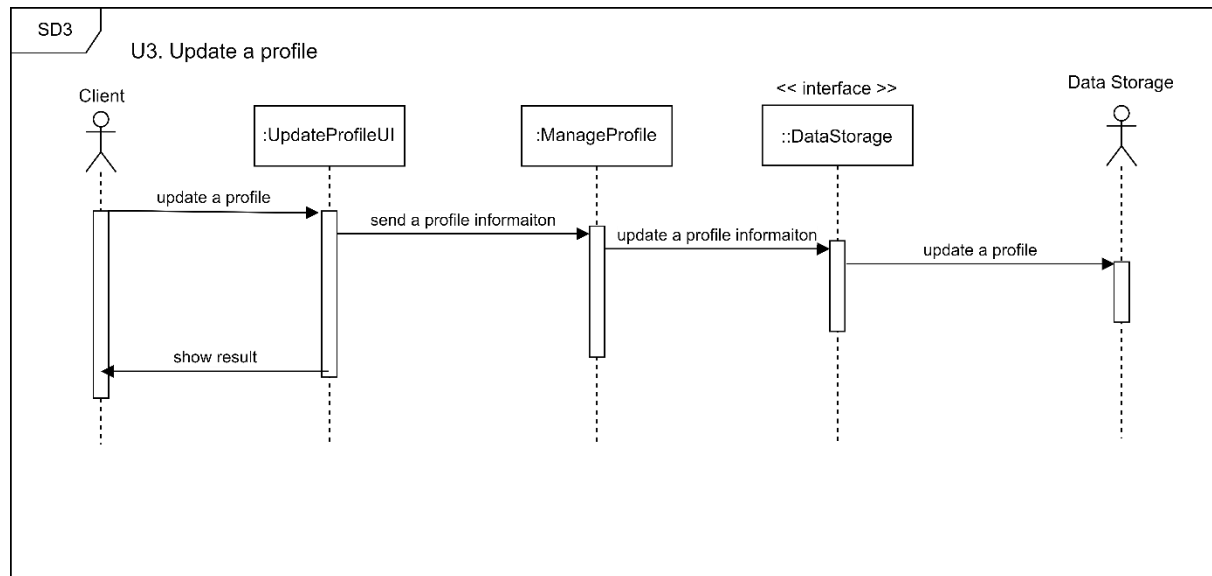 SD3
U3. Update a profile
Client
:UpdateProfileUI
:ManageProfile
<< interface >>
::DataStorage
Data Storage
update a profile
send a profile informaiton
update a profile informaiton
update a profile
show result